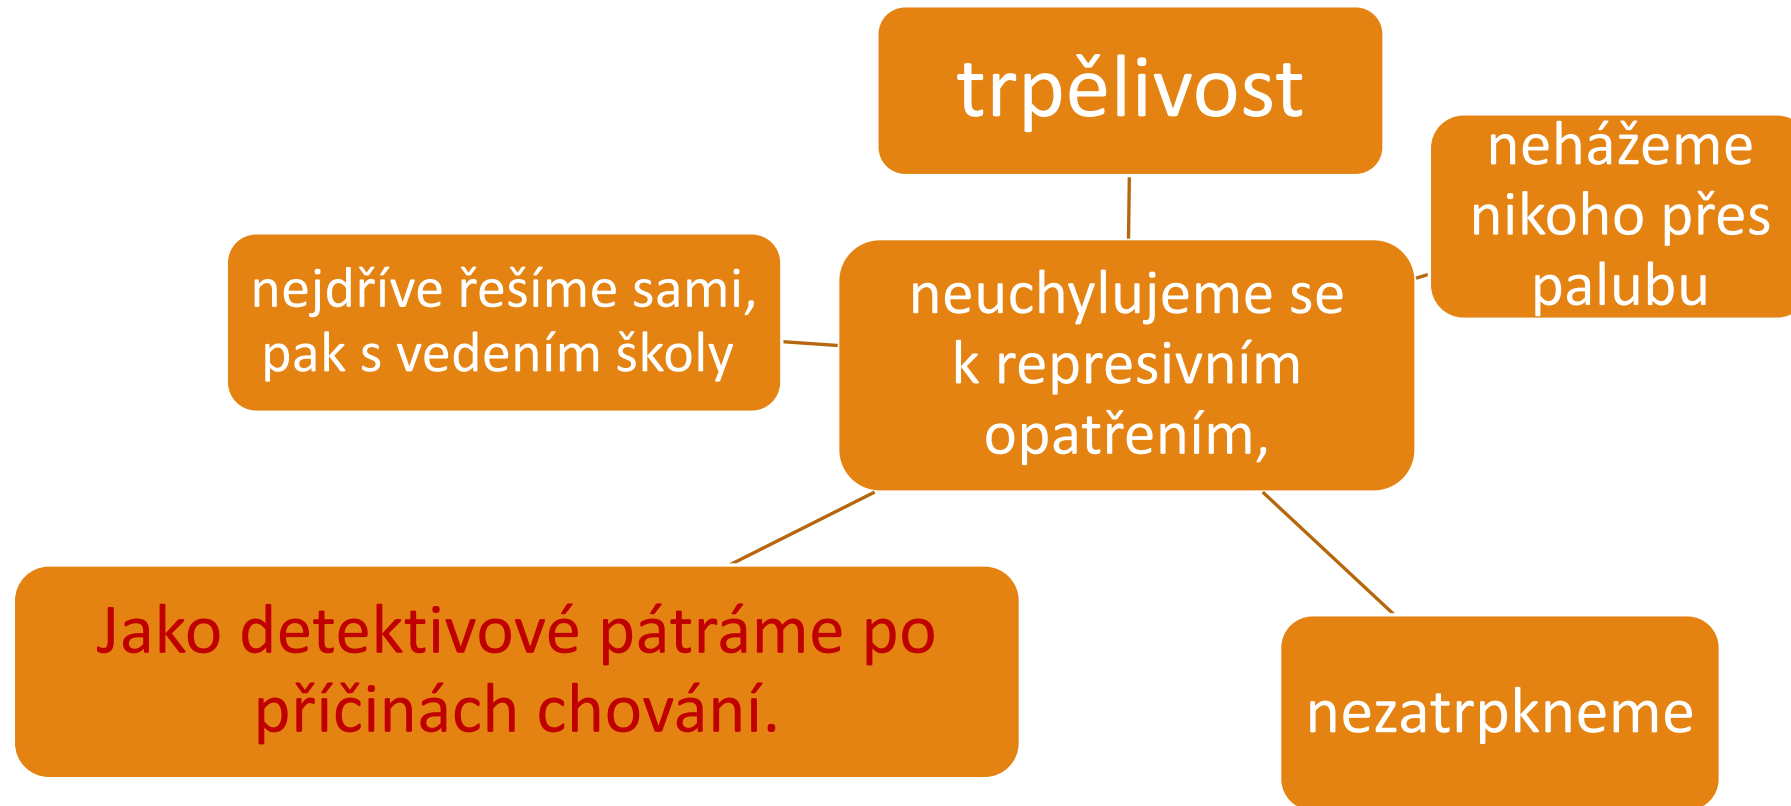 trpělivost
nehážeme
nikoho přes
palubu
nejdříve řešíme sami,
pak s vedením školy
neuchylujeme se
k represivním
opatřením,
Jako detektivové pátráme po
příčinách chování.
nezatrpkneme